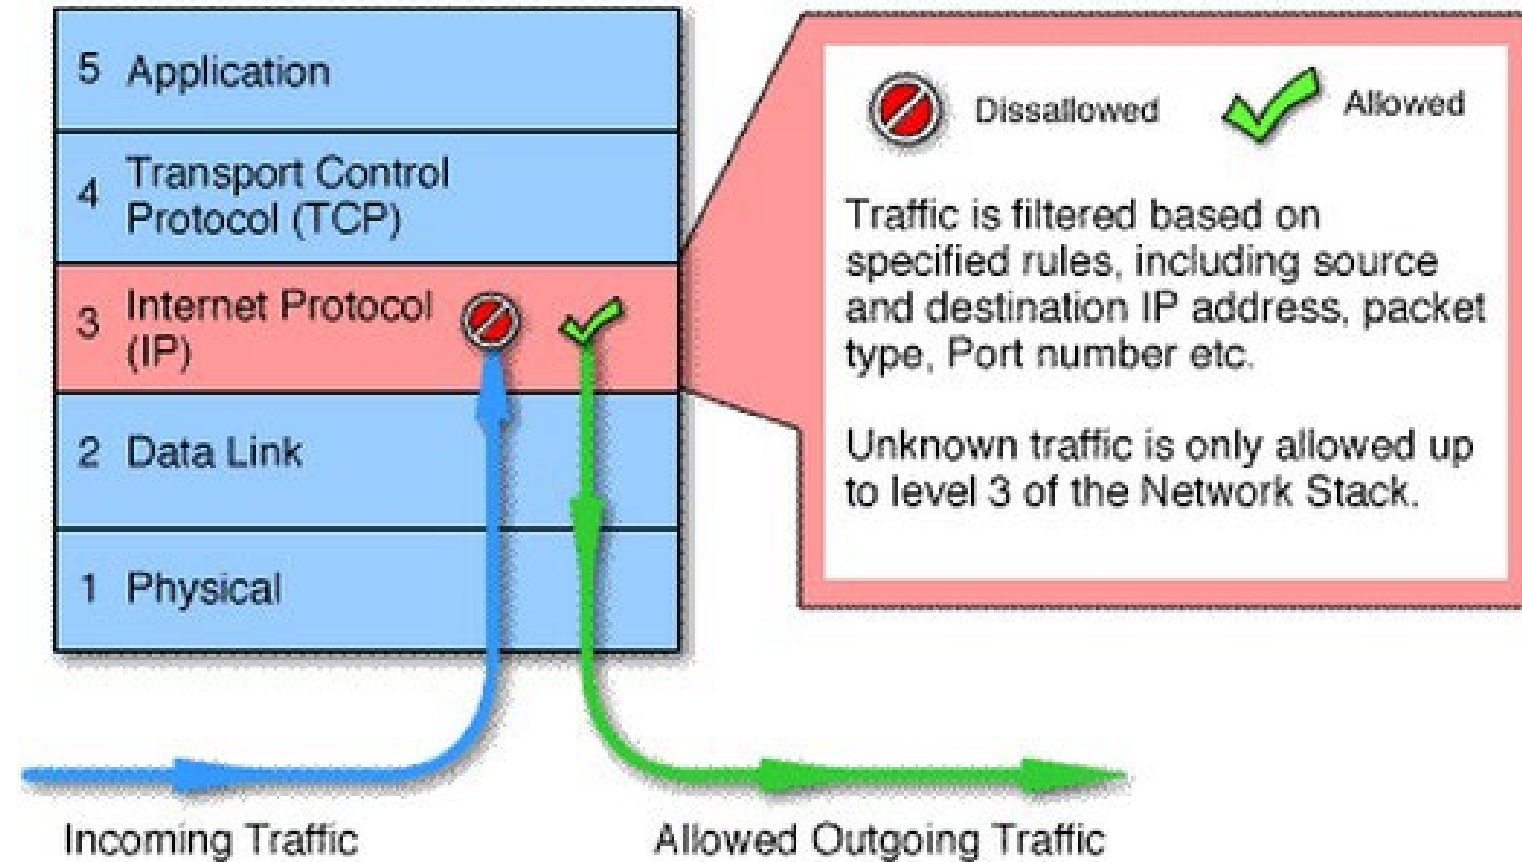 5 Application
4 Transport Control
Protocol (TCP)
3 Internet Protocol
(IP)
2 Data Link
1 Physical
Incoming Traffic
Allowed Outgoing Traffic
Dissallowed
Allowed
Traffic is filtered based on
specified rules, including source
and destination IP address, packet
type, Port number etc.
Unknown traffic is only allowed up
to level 3 of the Network Stack.